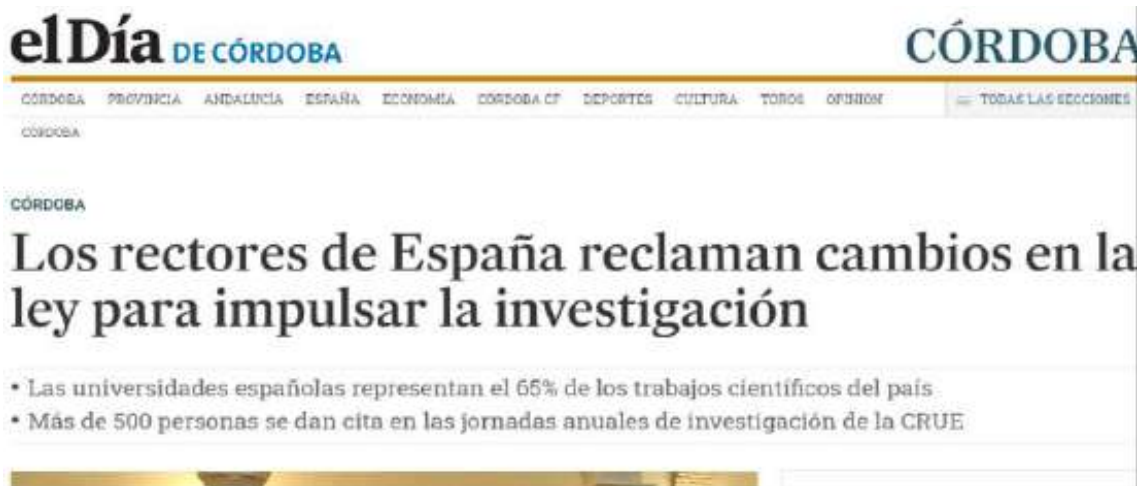 el Día DE CÓRDOBA
CÓRDOBA
CÓRDOBA PROVINCIA ANDALUCÍA ESPAÑA ECONOMÍA CÓRDOBA CF DEPORTES CULTURA TOROS OPINIÓN TODAS LAS SECCIONES
CÓRDOBA
CÓRDOBA
Los rectores de España reclaman cambios en la
ley para impulsar la investigación
• Las universidades españolas representan el 65% de los trabajos científicos del país
• Más de 500 personas se dan cita en las jornadas anuales de investigación de la CRUE